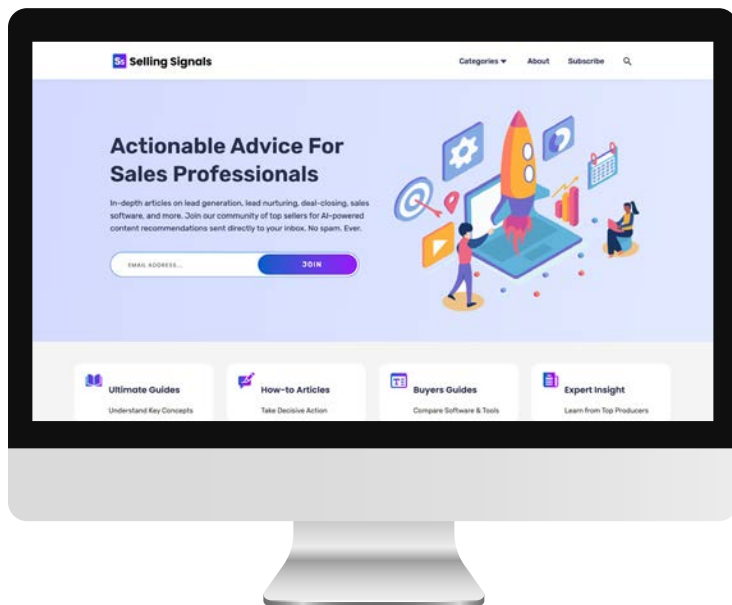 Ss Selling Signals
Categories About Subscribe
Actionable Advice For
Sales Professionals
In-depth articles on lead generation, lead nurturing, deal-closing, sales
software, and more. Join our community of top sellers for AI-powered
content recommendations sent directly to your inbox. No spam. Ever.
EMAIL ADDRESS... JOIN
Ultimate Guides
Understand Key Concepts
How-to Articles
Take Decisive Action
Buyers Guides
Compare Software & Tools
Expert Insight
Learn from Top Producers